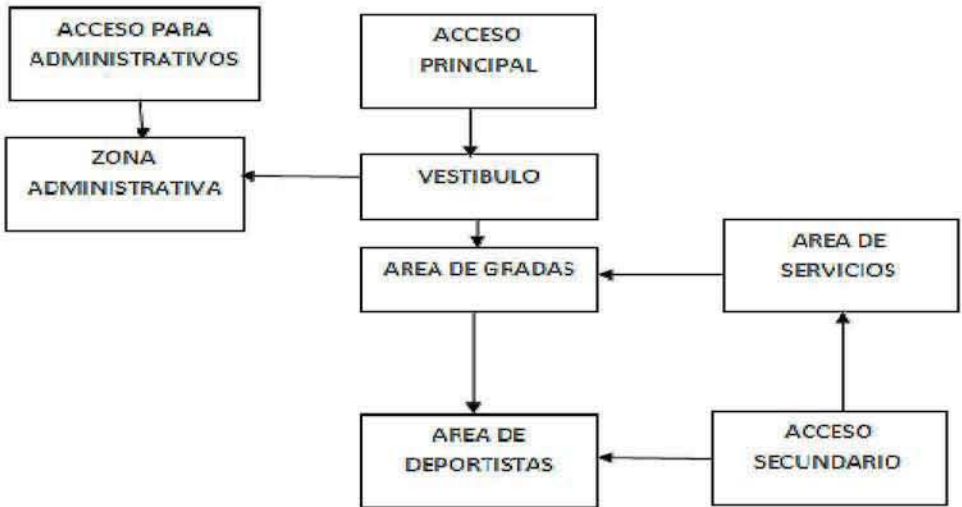 ACCESO PARA
ADMINISTRATIVOS
ACCESO
PRINCIPAL
ZONA
ADMINISTRATIVA
VESTIBULO
AREA DE GRADAS
AREA DE
SERVICIOS
AREA DE
DEPORTISTAS
ACCESO
SECUNDARIO